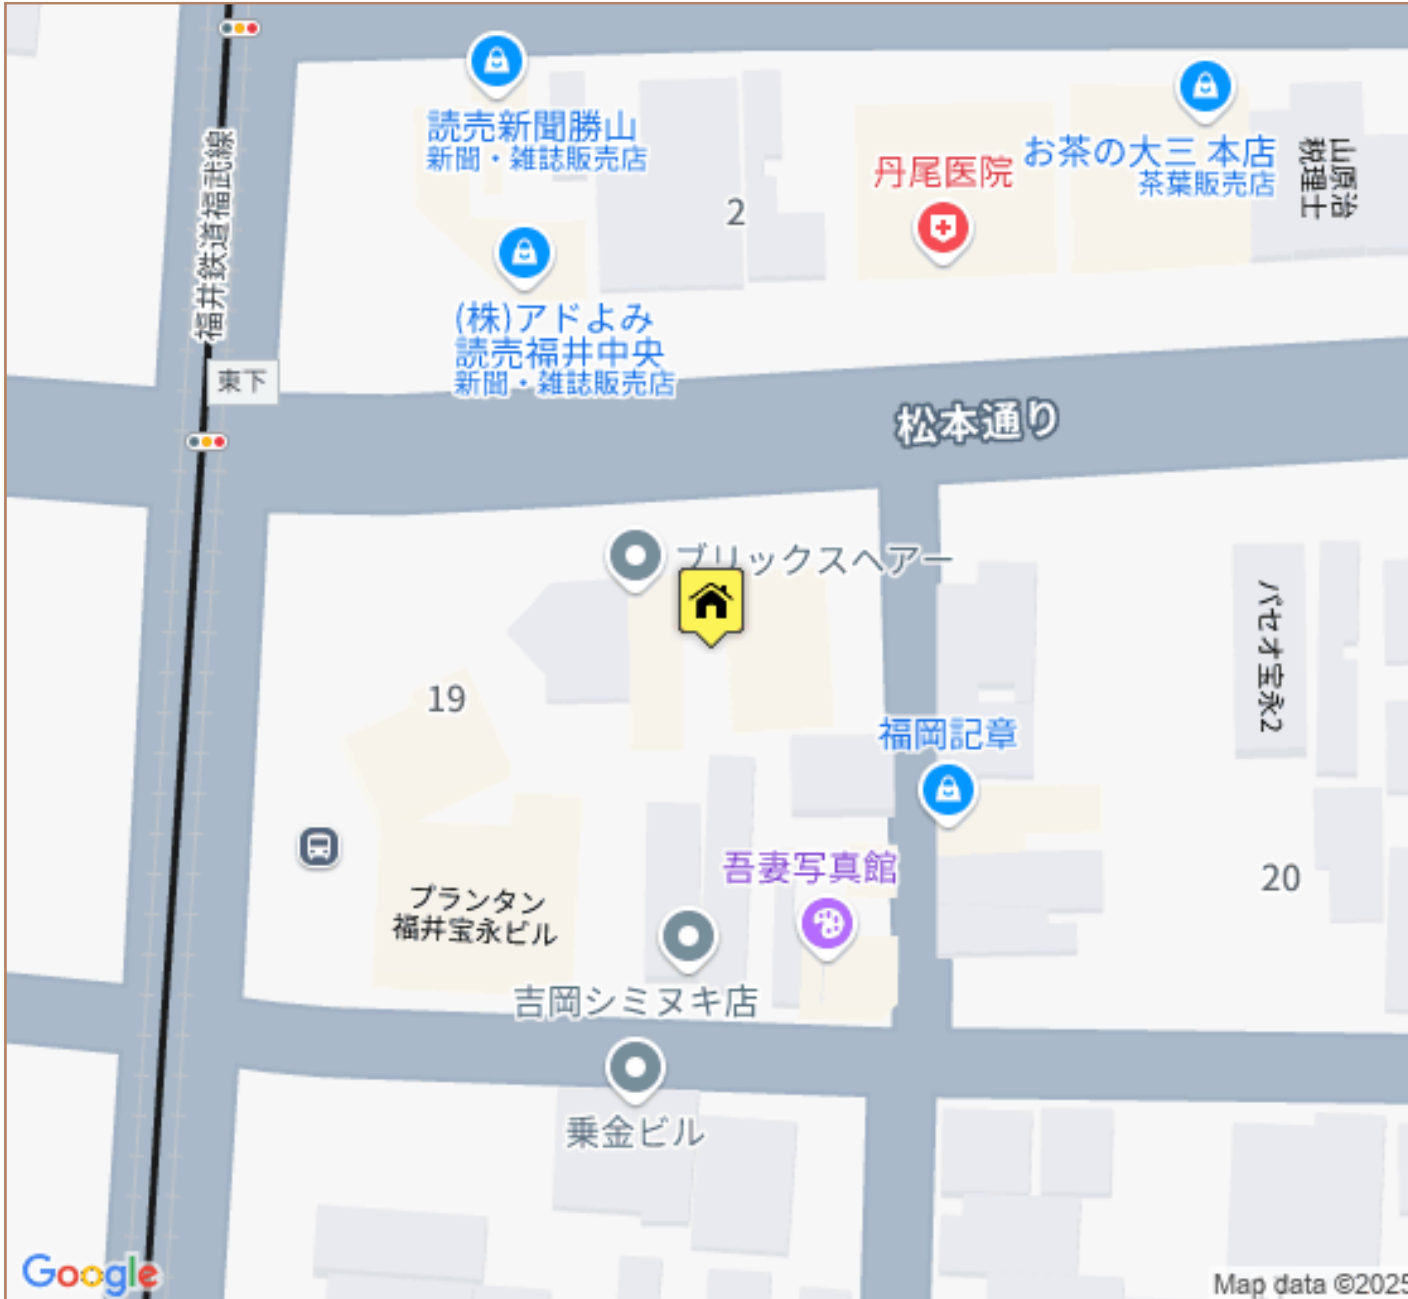 読売新聞勝山
新聞・雑誌販売店
お茶の大三 本店
茶葉販売店
山原治
税理士
丹尾医院
2
福井鉄道福武線
(株)アドよみ
読売福井中央
新聞・雑誌販売店
東下
松本通り
ブリックスヘアー
パセオ宝永2
19
福岡記章
吾妻写真館
20
プランタン
福井宝永ビル
吉岡シミヌキ店
乗金ビル
Google
Map data ©2025